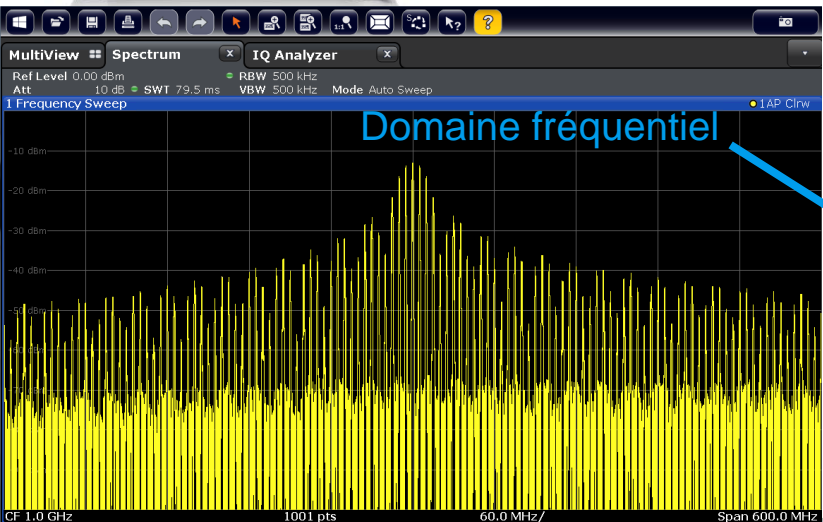 1:1
S
?
?
MultiView Spectrum x IQ Analyzer x
Ref Level 0.00 dBm RBW 500 kHz
Att 10 dB SWT 79.5 ms VBW 500 kHz Mode Auto Sweep
1 Frequency Sweep 1AP Clrw
Domaine fréquentiel
-10 dBm
-20 dBm
-30 dBm
-40 dBm
CF 1.0 GHz 1001 pts 60.0 MHz/ Span 600.0 MHz